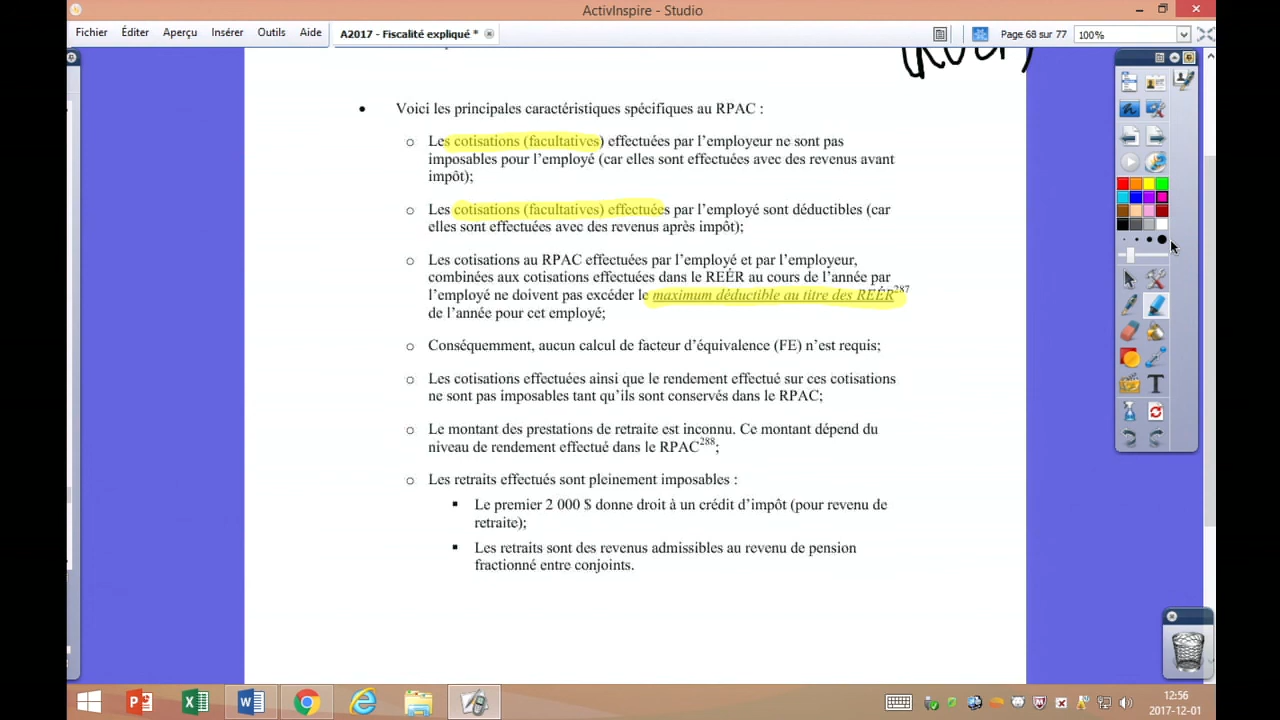 ActivInspire - Studio
Fichier Éditer Aperçu Insérer Outils Aide
A2017 - Fiscalité expliqué *
Page 68 sur 77
100%
• Voici les principales caractéristiques spécifiques au RPAC :
o Les cotisations (facultatives) effectuées par l’employeur ne sont pas
imposables pour l’employé (car elles sont effectuées avec des revenus avant
impôt);
o Les cotisations (facultatives) effectuées par l’employé sont déductibles (car
elles sont effectuées avec des revenus après impôt);
o Les cotisations au RPAC effectuées par l’employé et par l’employeur,
combinées aux cotisations effectuées dans le REÉR au cours de l’année par
l’employé ne doivent pas excéder le maximum déductible au titre des REÉR287
de l’année pour cet employé;
o Conséquemment, aucun calcul de facteur d’équivalence (FE) n’est requis;
o Les cotisations effectuées ainsi que le rendement effectué sur ces cotisations
ne sont pas imposables tant qu’ils sont conservés dans le RPAC;
o Le montant des prestations de retraite est inconnu. Ce montant dépend du
niveau de rendement effectué dans le RPAC288;
o Les retraits effectués sont pleinement imposables :
▪ Le premier 2 000 $ donne droit à un crédit d’impôt (pour revenu de
retraite);
▪ Les retraits sont des revenus admissibles au revenu de pension
fractionné entre conjoints.
12:56
2017-12-01